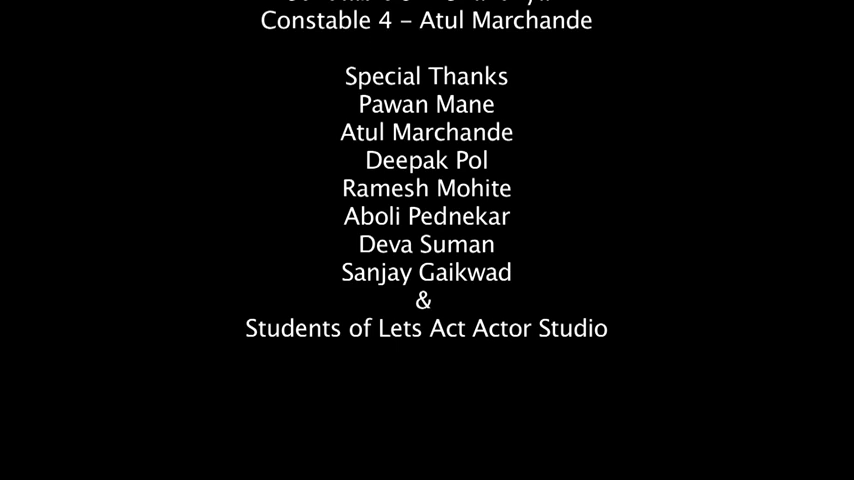 Constable 4 - Atul Marchande
Special Thanks
Pawan Mane
Atul Marchande
Deepak Pol
Ramesh Mohite
Aboli Pednekar
Deva Suman
Sanjay Gaikwad
&
Students of Lets Act Actor Studio